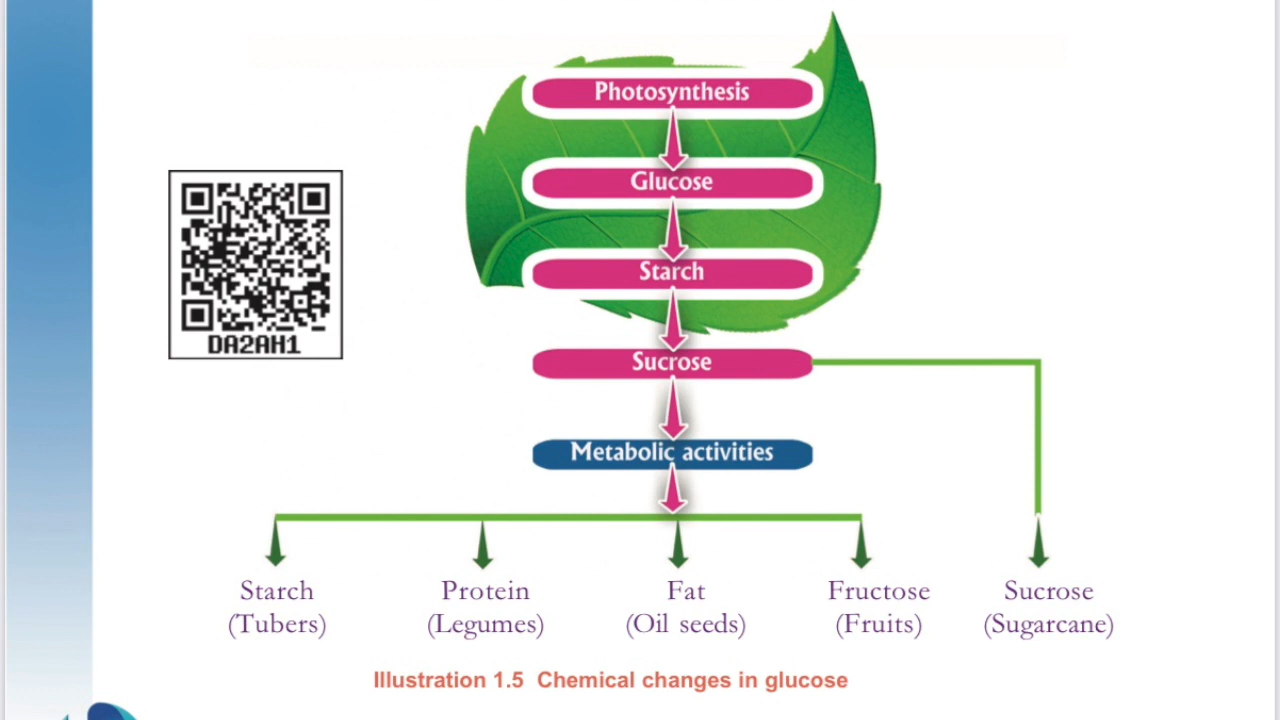 Photosynthesis
Glucose
Starch
DA2AH1
Sucrose
Metabolic activities
Starch
(Tubers)
Protein
(Legumes)
Fat
(Oil seeds)
Fructose
(Fruits)
Sucrose
(Sugarcane)
Illustration 1.5 Chemical changes in glucose